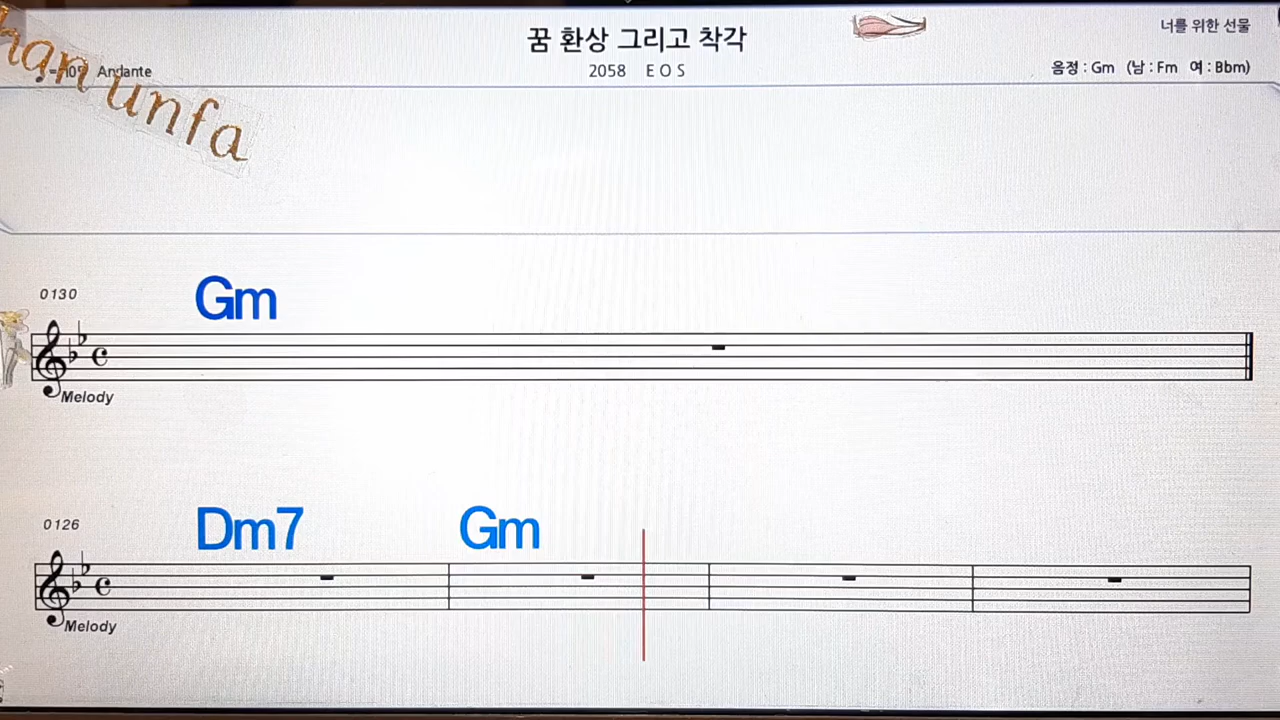 꿈 환상 그리고 착각
너를 위한 선물
Andante
2058 EOS
음정 : Gm (남 : Fm 여 : Bbm)
han unfa
0130
Gm
Melody
0126
Dm7 Gm
Melody